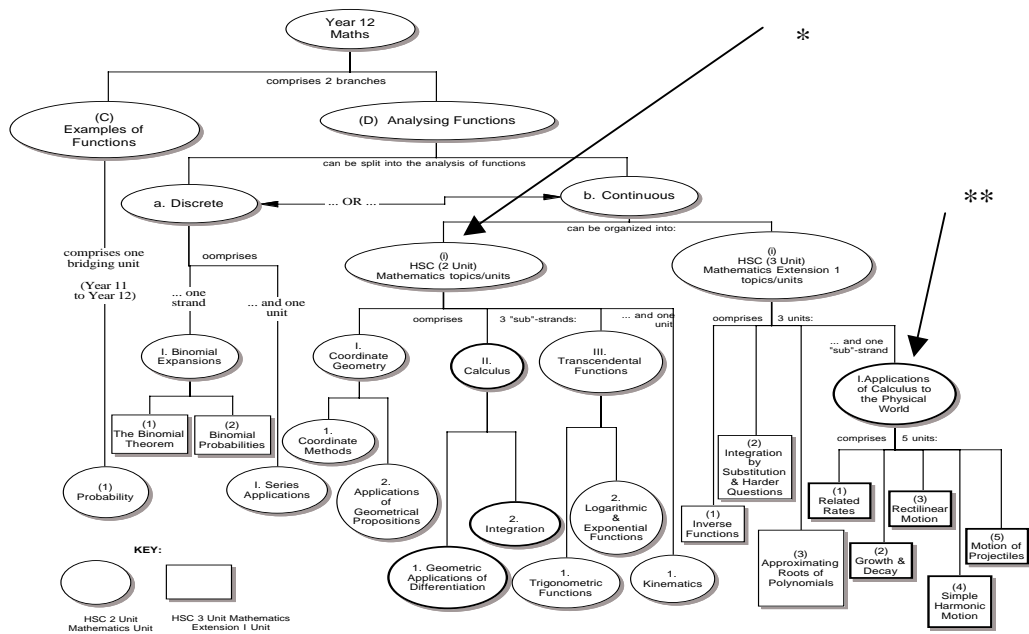 Year 12
Maths
*
comprises 2 branches
(C)
Examples of
Functions
(D) Analysing Functions
can be split into the analysis of functions
a. Discrete
... OR ...
b. Continuous
**
can be organized into:
comprises one
bridging unit
(Year 11
to Year 12)
oomprises
... one
strand
... and one
unit
(i)
HSC (2 Unit)
Mathematics topics/units
(i)
HSC (3 Unit)
Mathematics Extension 1
topics/units
oomprises
3 "sub"-strands:
... and one
unit
comprises
3 units:
... and one
"sub"-strand
I. Binomial
Expansions
I.
Coordinate
Geometry
II.
Calculus
III.
Transcendental
Functions
I.Applications
of Calculus to
the Physical
World
(1)
The Binomial
Theorem
(2)
Binomial
Probabilities
1.
Coordinate
Methods
comprises
5 units:
(1)
Probability
I. Series
Applications
2.
Applications
of
Geometrical
Propositions
2.
Integration
2.
Logarithmic
&
Exponential
Functions
(2)
Integration
by
Substitution
& Harder
Questions
(1)
Inverse
Functions
(1)
Related
Rates
(3)
Rectilinear
Motion
(2)
Growth &
Decay
(5)
Motion of
Projectiles
(3)
Approximating
Roots of
Polynomials
(4)
Simple
Harmonic
Motion
1. Geometric
Applications of
Differentiation
1.
Trigonometric
Functions
1.
Kinematics
KEY:
HSC 2 Unit
Mathematics Unit
HSC 3 Unit Mathematics
Extension I Unit